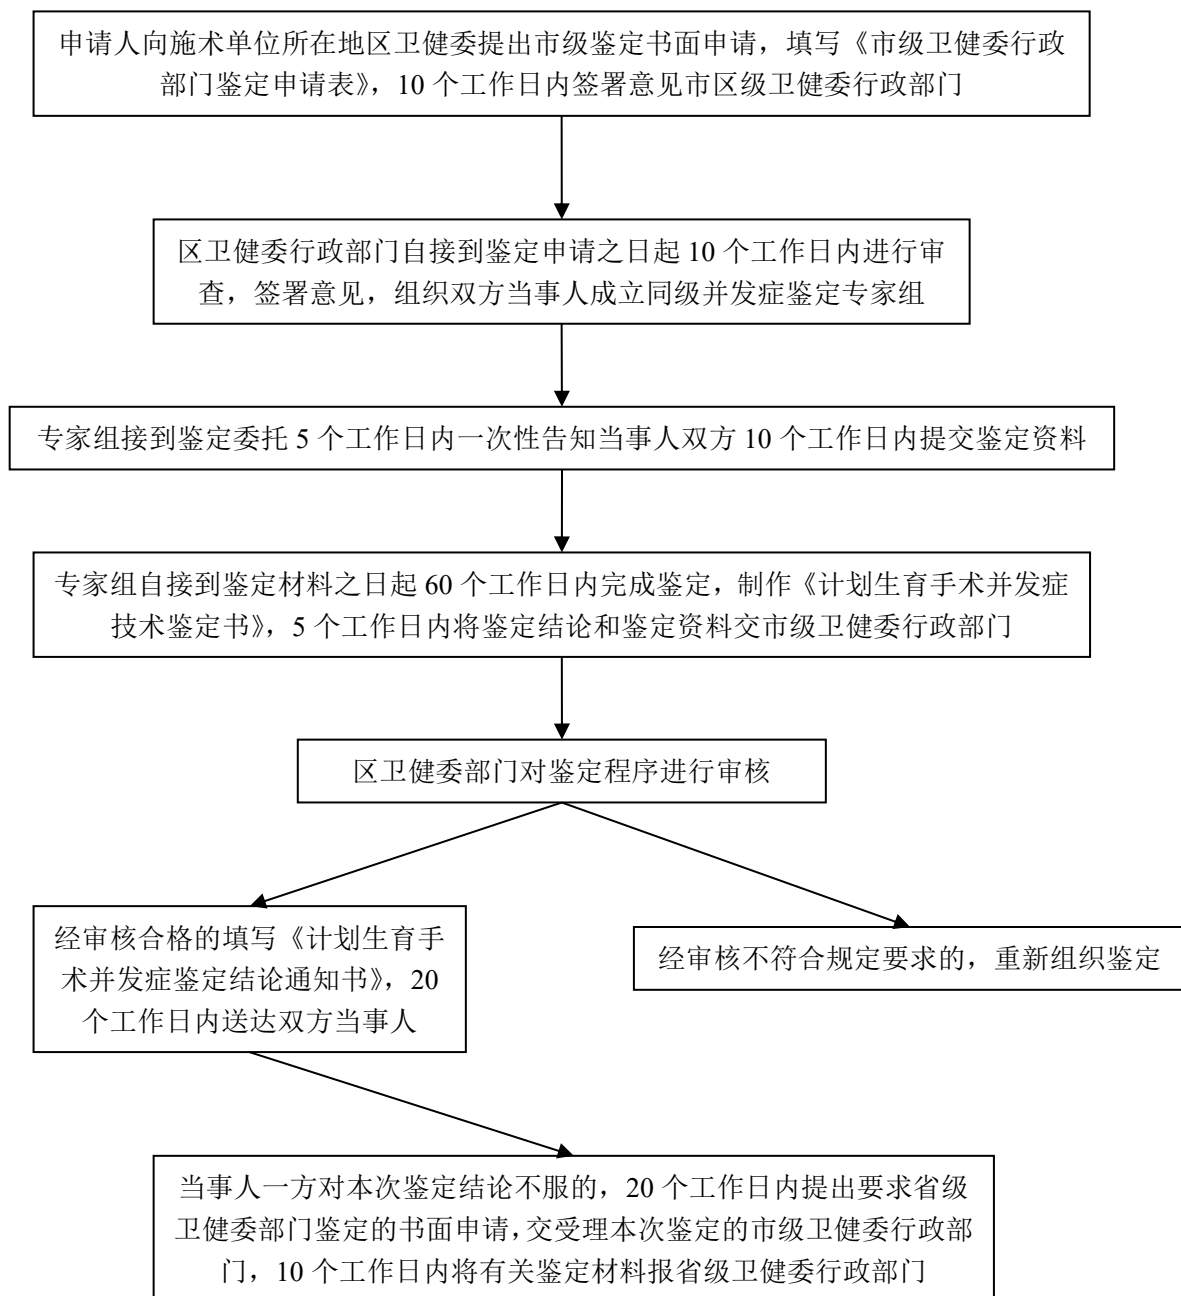 申请人向施术单位所在地区卫健委提出市级鉴定书面申请，填写《市级卫健委行政
部门鉴定申请表》，10 个工作日内签署意见市区级卫健委行政部门
区卫健委行政部门自接到鉴定申请之日起 10 个工作日内进行审
查，签署意见，组织双方当事人成立同级并发症鉴定专家组
专家组接到鉴定委托 5 个工作日内一次性告知当事人双方 10 个工作日内提交鉴定资料
专家组自接到鉴定材料之日起 60 个工作日内完成鉴定，制作《计划生育手术并发症
技术鉴定书》，5 个工作日内将鉴定结论和鉴定资料交市级卫健委行政部门
区卫健委部门对鉴定程序进行审核
经审核合格的填写《计划生育手
术并发症鉴定结论通知书》，20
个工作日内送达双方当事人
经审核不符合规定要求的，重新组织鉴定
当事人一方对本次鉴定结论不服的，20 个工作日内提出要求省级
卫健委部门鉴定的书面申请，交受理本次鉴定的市级卫健委行政部
门，10 个工作日内将有关鉴定材料报省级卫健委行政部门